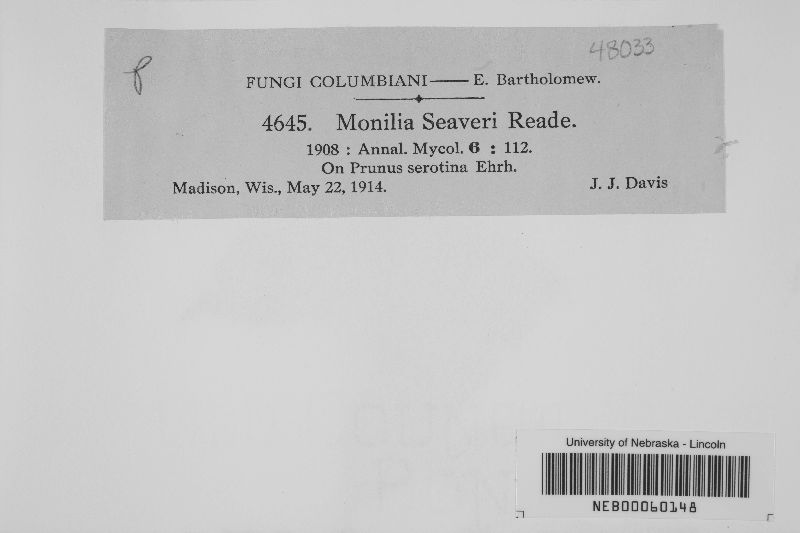 48033
FUNGI COLUMBIANI—— E. Bartholomew.
4645. Monilia Seaveri Reade.
1908 : Annal. Mycol. 6 : 112.
On Prunus serotina Ehrh.
Madison, Wis., May 22, 1914. J. J. Davis
University of Nebraska - Lincoln
NEB00060148